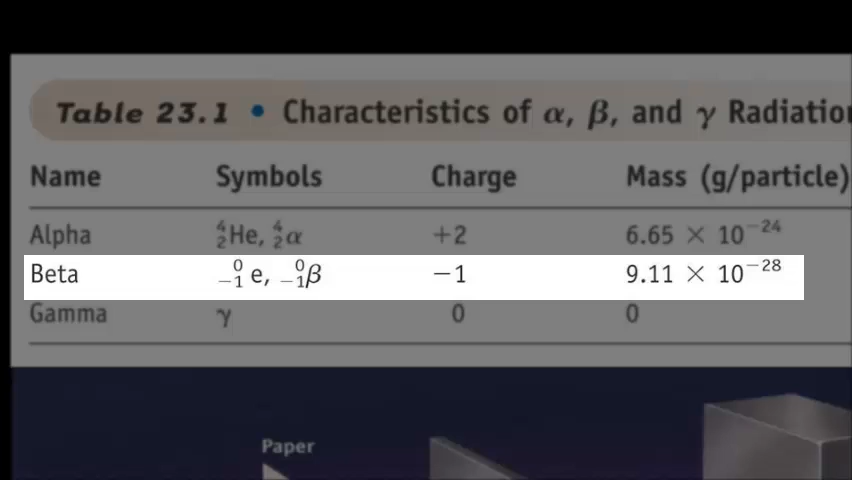 Table 23.1 • Characteristics of α, β, and γ Radiation
Name Symbols Charge Mass (g/particle)
Alpha ⁴₂He, ⁴₂α +2 6.65 × 10⁻²⁴
Beta ⁰₋₁e, ⁰₋₁β −1 9.11 × 10⁻²⁸
Gamma γ 0 0
Paper